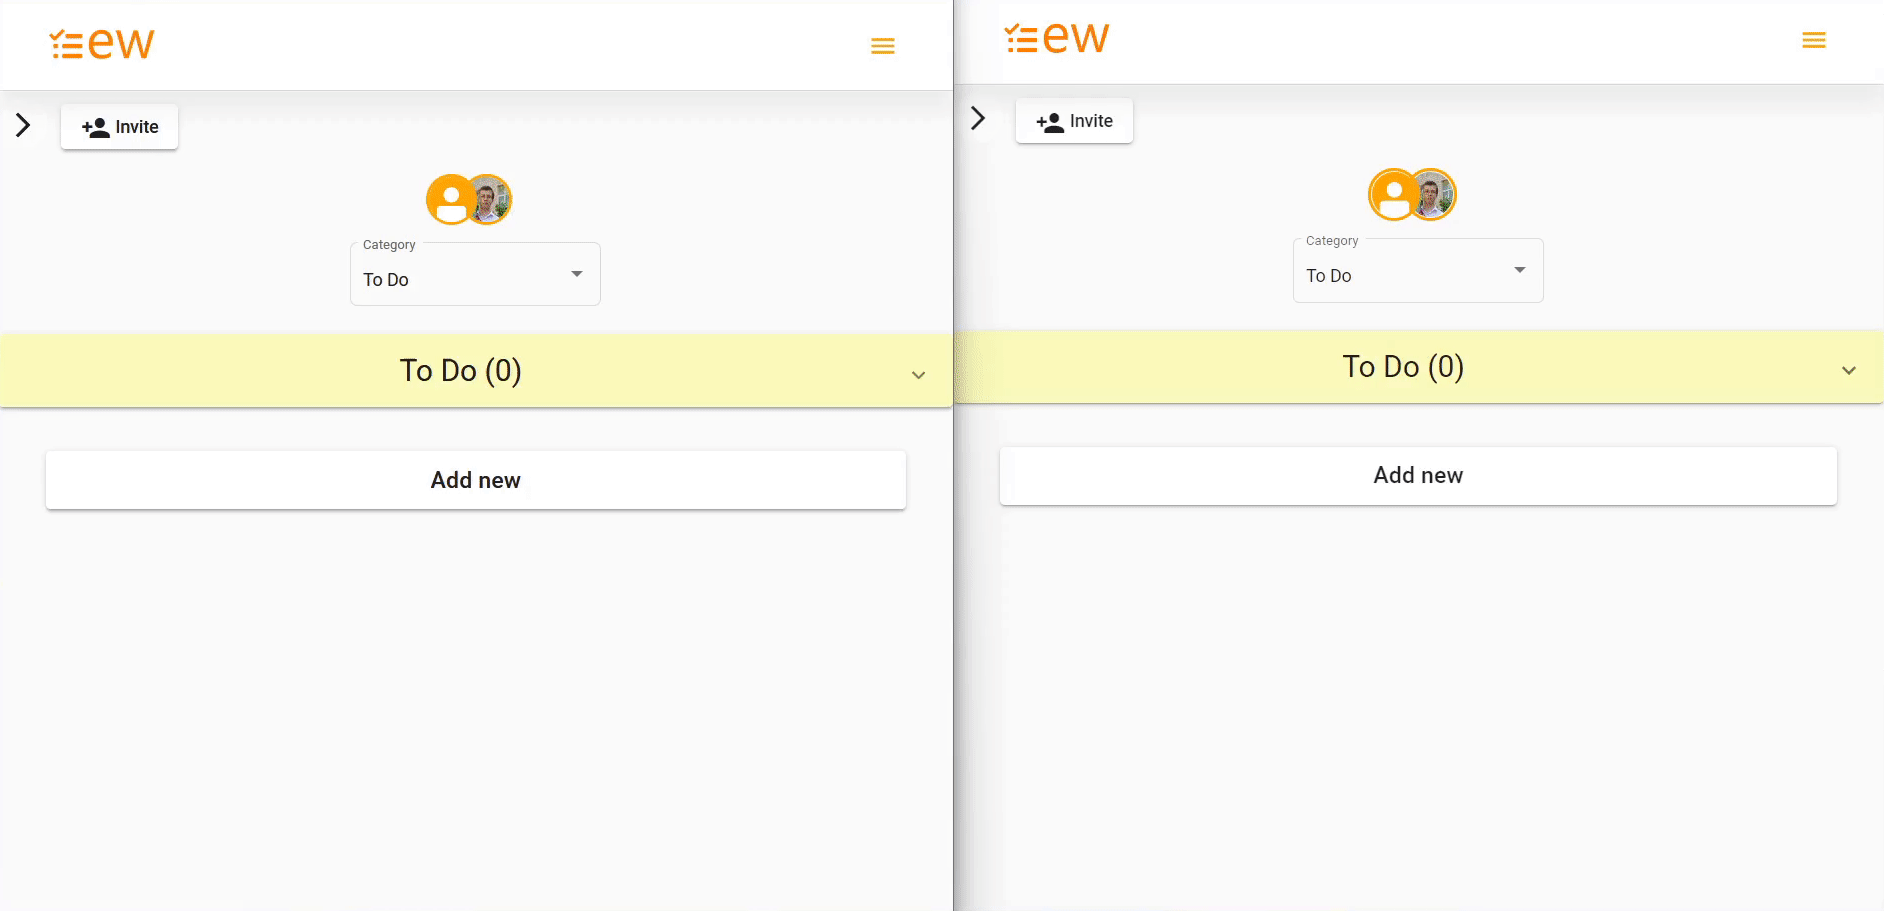 ew
Invite
Category
To Do
To Do (0)
Add new
ew
Invite
Category
To Do
To Do (0)
Add new